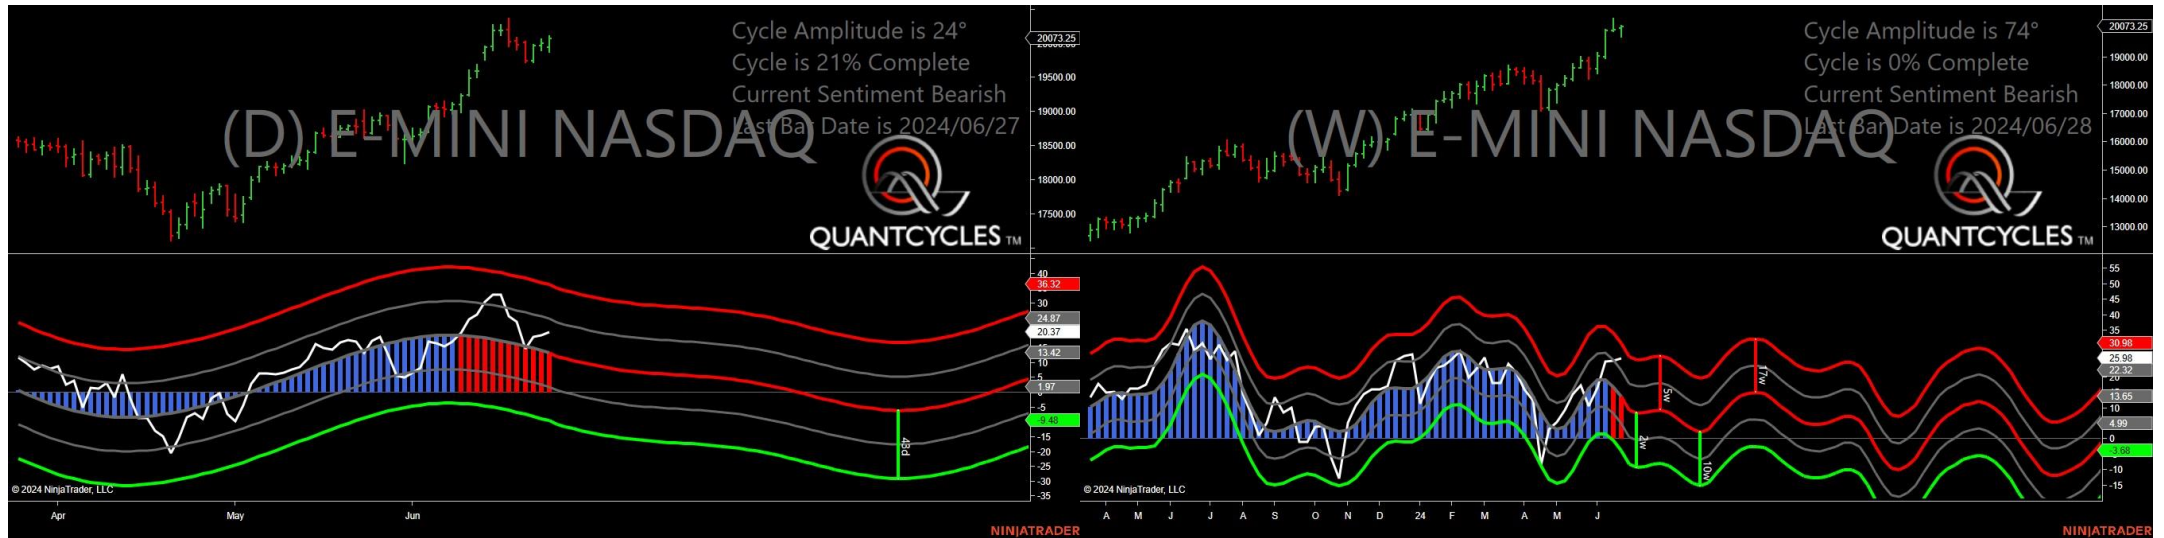 Cycle Amplitude is 24°
Cycle is 21% Complete
Current Sentiment Bearish
Last Bar Date is 2024/06/27
(D) E-MINI NASDAQ
QUANTCYCLES TM
20073.25
19500.00
19000.00
18500.00
18000.00
17500.00
40
36.32
30
24.87
20.37
13.42
10
5
1.97
-5
-9.48
-15
-20
-25
-30
-35
48d
© 2024 NinjaTrader, LLC
Apr May Jun
NINJATRADER
Cycle Amplitude is 74°
Cycle is 0% Complete
Current Sentiment Bearish
Last Bar Date is 2024/06/28
(W) E-MINI NASDAQ
QUANTCYCLES TM
20073.25
19000.00
18000.00
17000.00
16000.00
15000.00
14000.00
13000.00
55
50
45
40
35
30.98
25.98
22.32
20
13.65
10
4.99
0
-3.68
-10
-15
5w
17w
2w
10w
© 2024 NinjaTrader, LLC
A M J J A S O N D 24 F M A M J
NINJATRADER